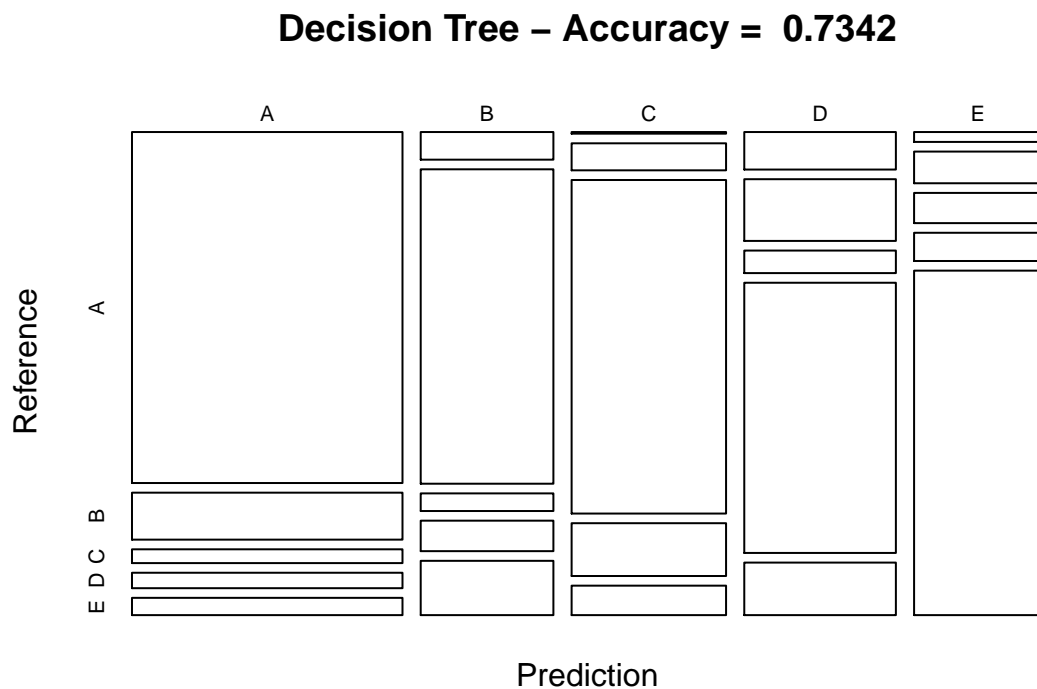 Decision Tree – Accuracy = 0.7342
A B C D E
Reference
A
B
C
D
E
Prediction